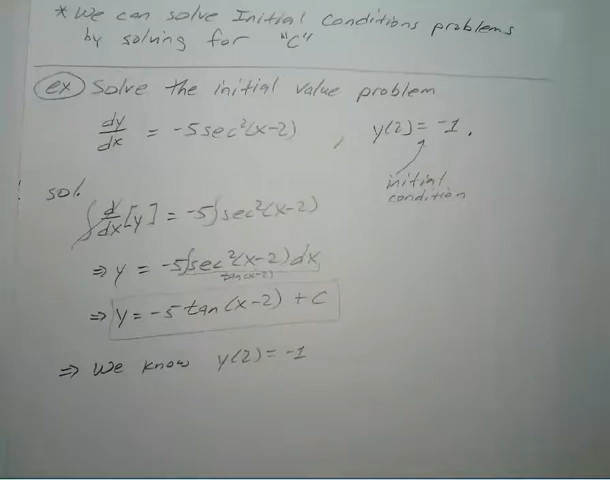 * We can solve Initial Conditions problems
by solving for "C"
ex Solve the initial value problem
dy/dx = -5 sec²(x-2) , y(2) = -1.
initial
condition
sol.
∫ d/dx [y] = -5 ∫ sec²(x-2)
⇒ y = -5 ∫ sec²(x-2) dx
tan(x-2)
⇒ y = -5 tan(x-2) + C
⇒ We know y(2) = -1